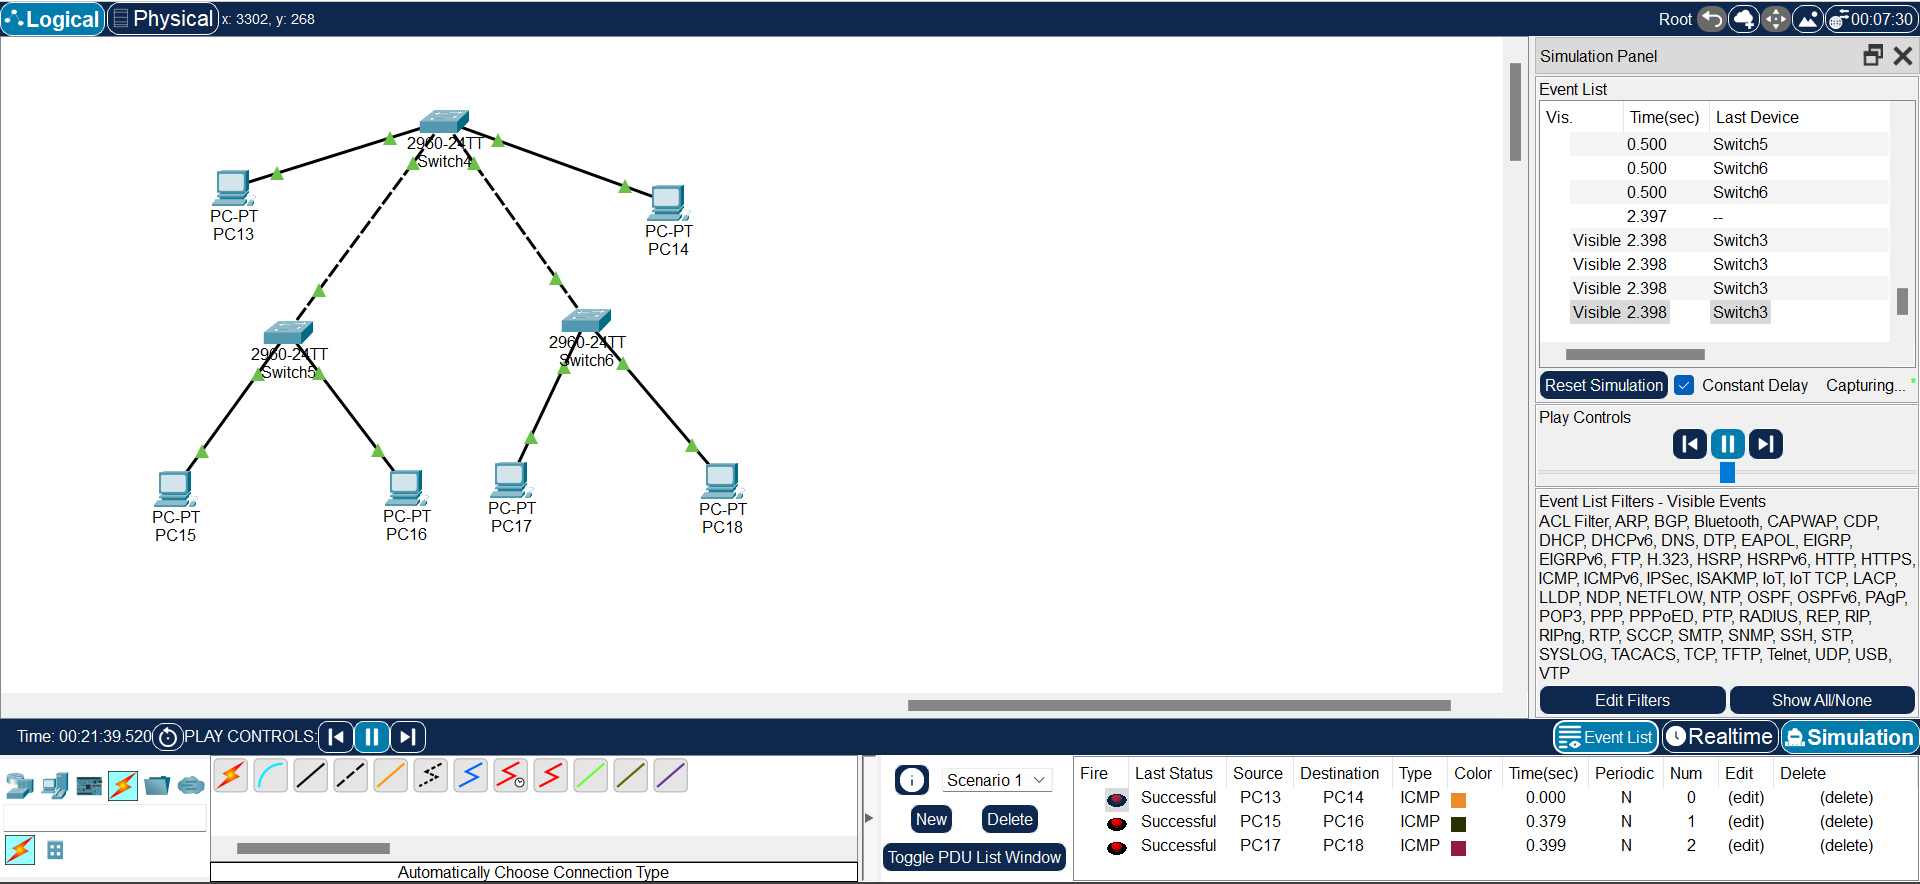 Logical Physical x: 3302, y: 268 Root 00:07:30
Simulation Panel
Event List
Vis. Time(sec) Last Device
0.500 Switch5
0.500 Switch6
0.500 Switch6
2.397 --
Visible 2.398 Switch3
Visible 2.398 Switch3
Visible 2.398 Switch3
Visible 2.398 Switch3
Reset Simulation Constant Delay Capturing... *
Play Controls
Event List Filters - Visible Events
ACL Filter, ARP, BGP, Bluetooth, CAPWAP, CDP,
DHCP, DHCPv6, DNS, DTP, EAPOL, EIGRP,
EIGRPv6, FTP, H.323, HSRP, HSRPv6, HTTP, HTTPS,
ICMP, ICMPv6, IPSec, ISAKMP, IoT, IoT TCP, LACP,
LLDP, NDP, NETFLOW, NTP, OSPF, OSPFv6, PAgP,
POP3, PPP, PPPoED, PTP, RADIUS, REP, RIP,
RIPng, RTP, SCCP, SMTP, SNMP, SSH, STP,
SYSLOG, TACACS, TCP, TFTP, Telnet, UDP, USB,
VTP
Edit Filters Show All/None
2960-24TT
Switch4
PC-PT
PC13
PC-PT
PC14
2960-24TT
Switch5
2960-24TT
Switch6
PC-PT
PC15
PC-PT
PC16
PC-PT
PC17
PC-PT
PC18
Time: 00:21:39.520 PLAY CONTROLS: Event List Realtime Simulation
Automatically Choose Connection Type
Scenario 1
New Delete
Toggle PDU List Window
Fire Last Status Source Destination Type Color Time(sec) Periodic Num Edit Delete
Successful PC13 PC14 ICMP 0.000 N 0 (edit) (delete)
Successful PC15 PC16 ICMP 0.379 N 1 (edit) (delete)
Successful PC17 PC18 ICMP 0.399 N 2 (edit) (delete)